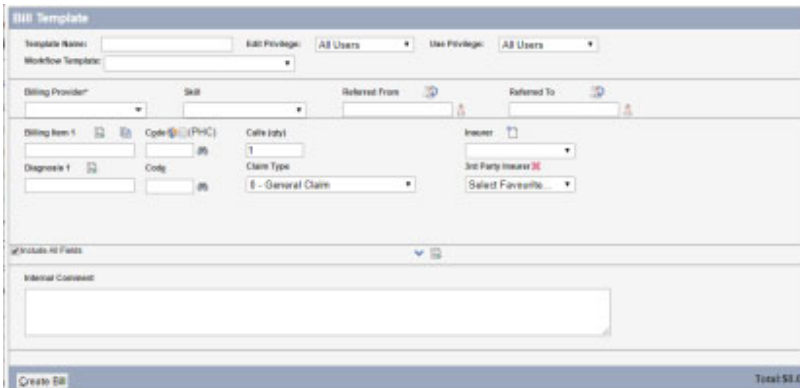 Bill Template
Template Name: Edit Privilege: All Users Use Privilege: All Users
Workflow Template:
Billing Provider* Skill Referred From Referred To
Billing Item 1 Code (PHC) Calls (qty) Insurer
1
Diagnosis 1 Code Claim Type 3rd Party Insurer
0 - General Claim Select Favourite...
Include All Fields
Internal Comment
Create Bill Total: